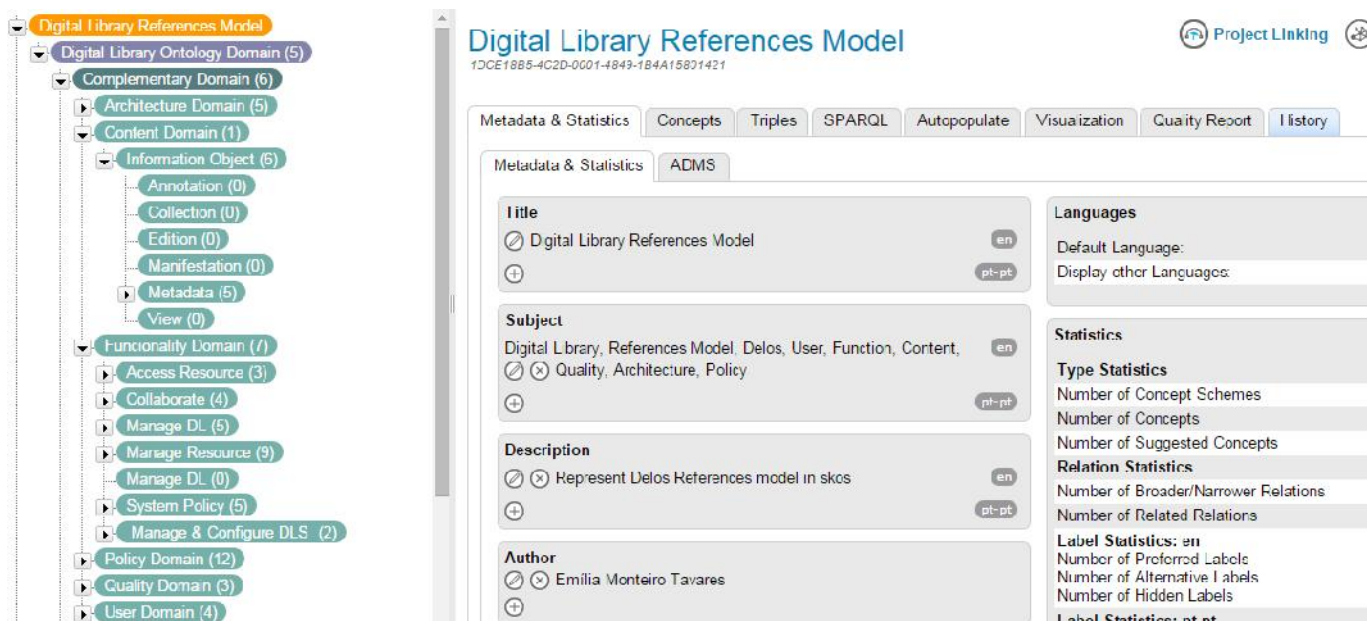 Digital Library References Model
Digital Library Ontology Domain (5)
Complementary Domain (6)
Architecture Domain (5)
Content Domain (1)
Information Object (6)
Annotation (0)
Collection (0)
Edition (0)
Manifestation (0)
Metadata (5)
View (0)
Functionality Domain (7)
Access Resource (3)
Collaborate (4)
Manage DL (5)
Manage Resource (9)
Manage DL (0)
System Policy (5)
Manage & Configure DLS (2)
Policy Domain (12)
Quality Domain (3)
User Domain (4)
Digital Library References Model
Project Linking
Metadata & Statistics Concepts Triples SPARQL Autopopulate Visualization Quality Report History
Metadata & Statistics ADMS
Title
Digital Library References Model en
pt-pt
Subject
Digital Library, References Model, Delos, User, Function, Content, en
Quality, Architecture, Policy
pt-pt
Description
Represent Delos References model in skos en
pt-pt
Author
Emília Monteiro Tavares
Languages
Default Language:
Display other Languages:
Statistics
Type Statistics
Number of Concept Schemes
Number of Concepts
Number of Suggested Concepts
Relation Statistics
Number of Broader/Narrower Relations
Number of Related Relations
Label Statistics: en
Number of Preferred Labels
Number of Alternative Labels
Number of Hidden Labels
Label Statistics: pt-pt